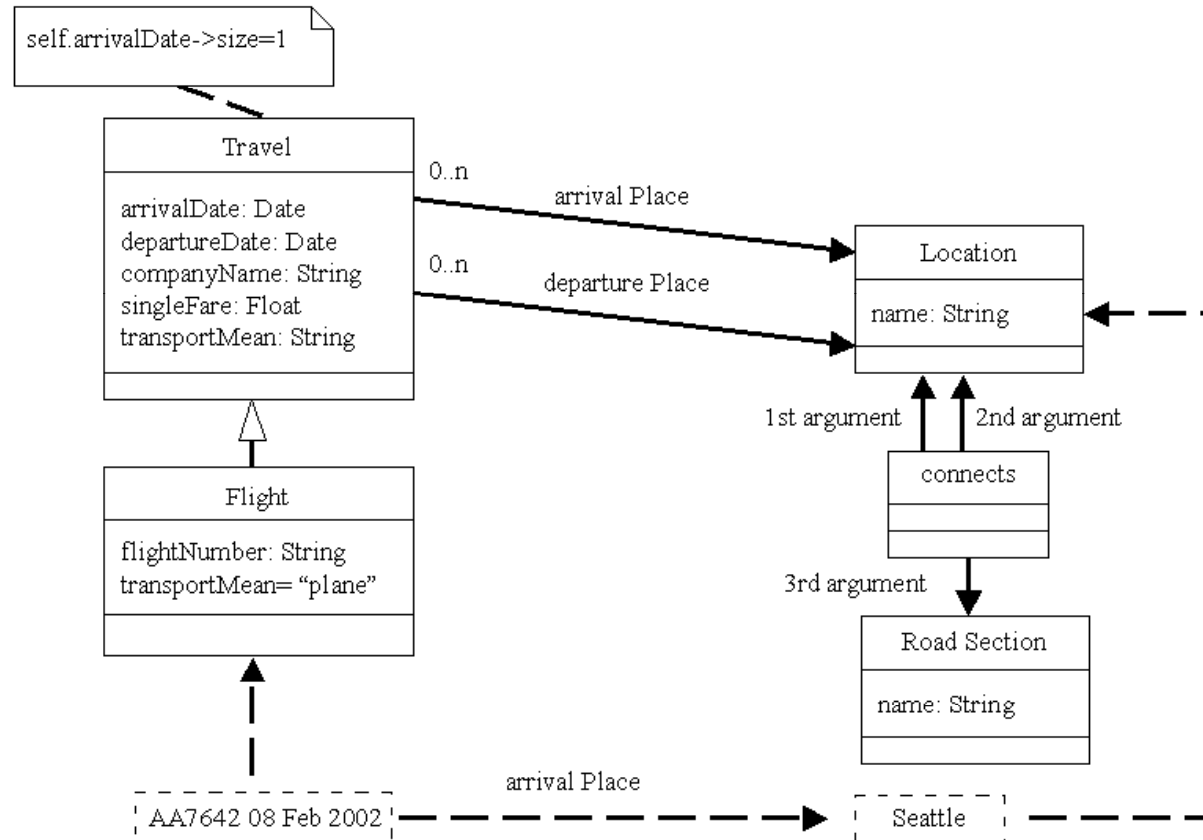 self.arrivalDate->size=1
Travel
arrivalDate: Date
departureDate: Date
companyName: String
singleFare: Float
transportMean: String
0..n
arrival Place
0..n
departure Place
Location
name: String
1st argument
2nd argument
connects
3rd argument
Flight
flightNumber: String
transportMean= “plane”
Road Section
name: String
arrival Place
AA7642 08 Feb 2002
Seattle